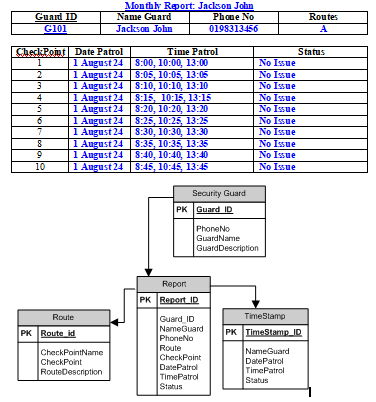 Monthly Report: Jackson John
Guard ID Name Guard Phone No Routes
G101 Jackson John 0198313456 A
CheckPoint Date Patrol Time Patrol Status
1 1 August 24 8:00, 10:00, 13:00 No Issue
2 1 August 24 8:05, 10:05, 13:05 No Issue
3 1 August 24 8:10, 10:10, 13:10 No Issue
4 1 August 24 8:15, 10:15, 13:15 No Issue
5 1 August 24 8:20, 10:20, 13:20 No Issue
6 1 August 24 8:25, 10:25, 13:25 No Issue
7 1 August 24 8:30, 10:30, 13:30 No Issue
8 1 August 24 8:35, 10:35, 13:35 No Issue
9 1 August 24 8:40, 10:40, 13:40 No Issue
10 1 August 24 8:45, 10:45, 13:45 No Issue
Security Guard
PK Guard_ID
PhoneNo
GuardName
GuardDescription
Report
PK Report_ID
Guard_ID
NameGuard
PhoneNo
Route
CheckPoint
DatePatrol
TimePatrol
Status
Route
PK Route_id
CheckPointName
CheckPoint
RouteDescription
TimeStamp
PK TimeStamp_ID
NameGuard
DatePatrol
TimePatrol
Status